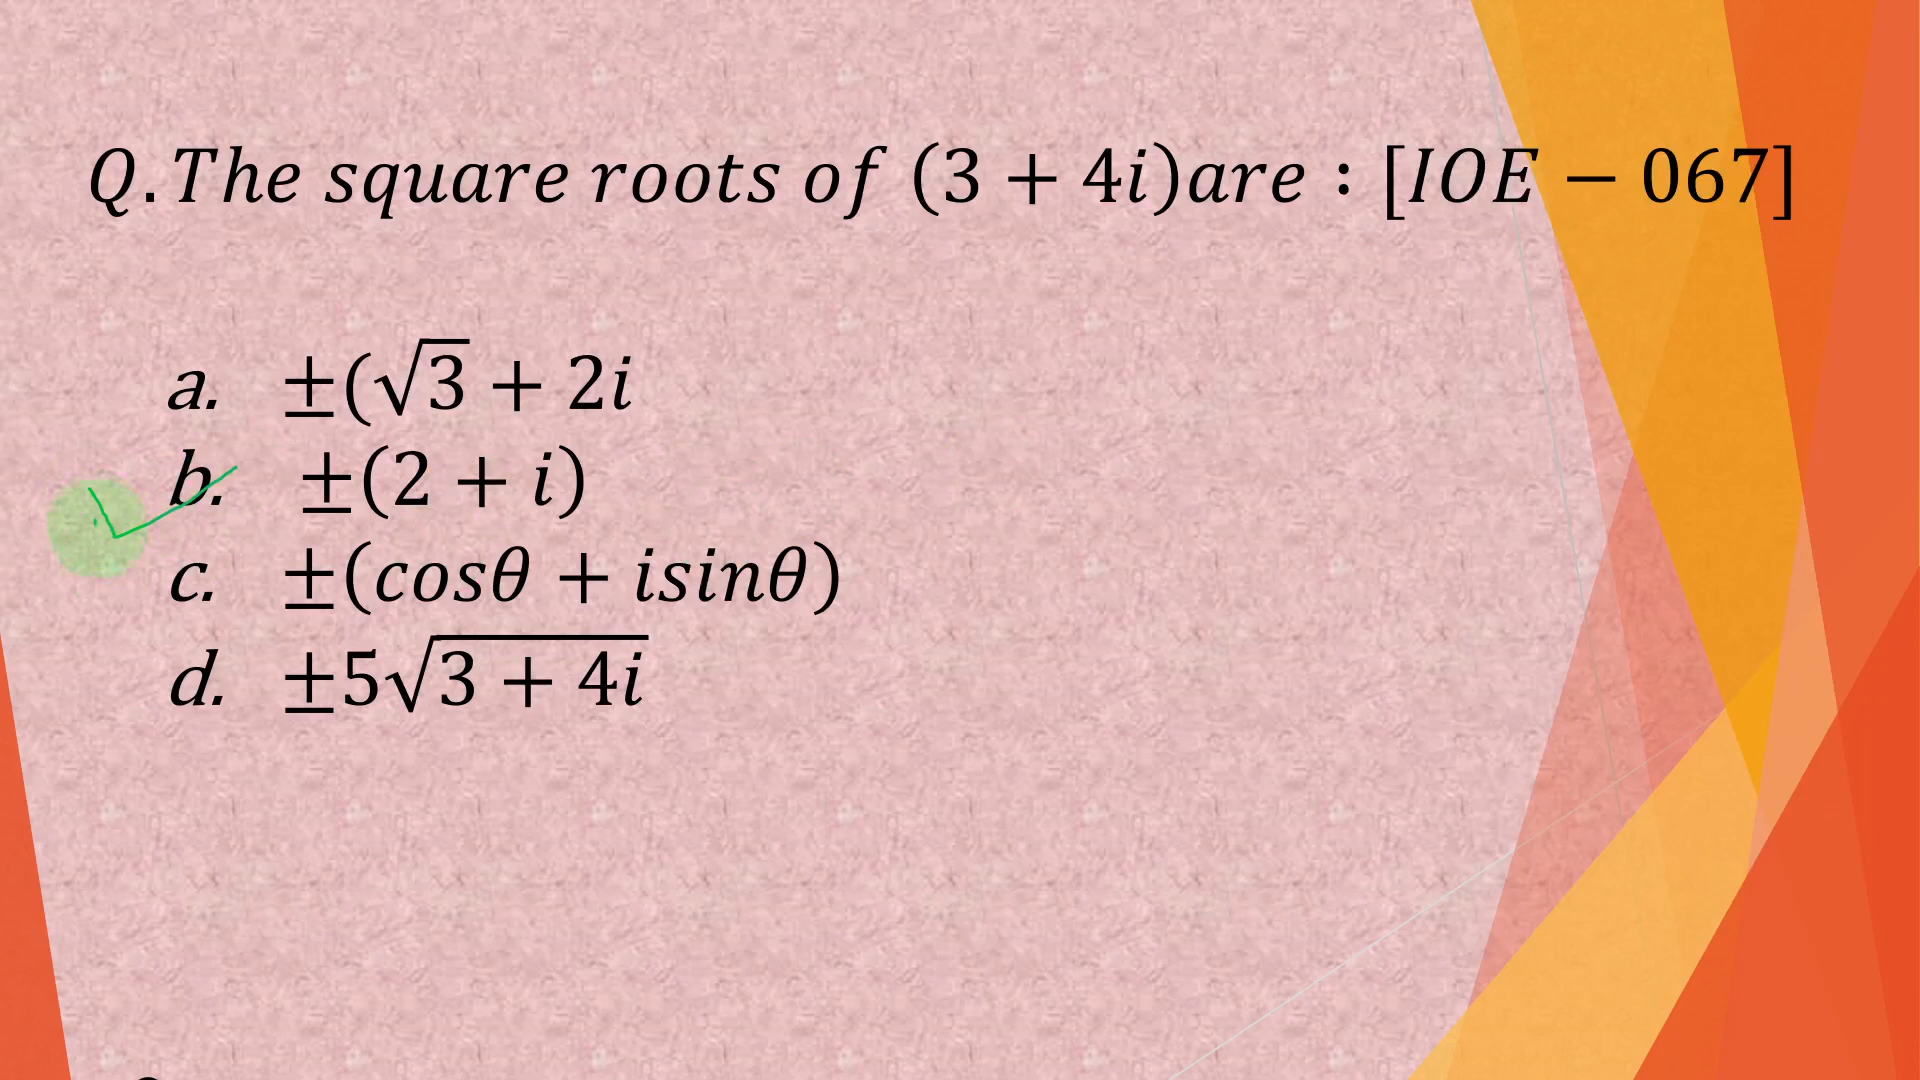 Q. The square roots of (3 + 4i)are : [IOE − 067]
a. ±(√3 + 2i
b. ±(2 + i)
c. ±(cosθ + isinθ)
d. ±5√3 + 4i